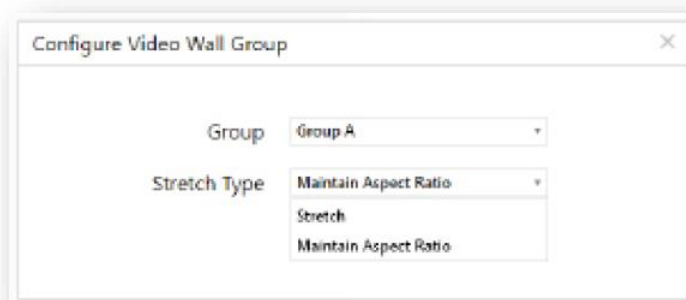 Configure Video Wall Group
Group Group A
Stretch Type Maintain Aspect Ratio
Stretch
Maintain Aspect Ratio